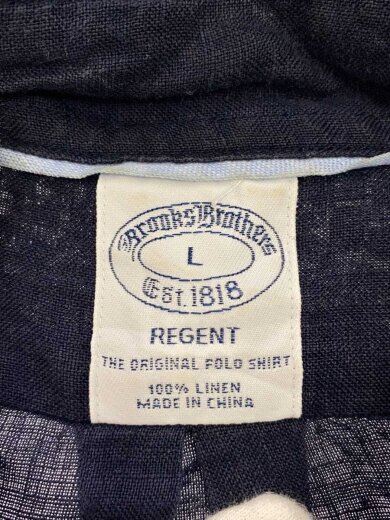 Brooks Brothers
L
Est. 1818
REGENT
THE ORIGINAL POLO SHIRT
100% LINEN
MADE IN CHINA